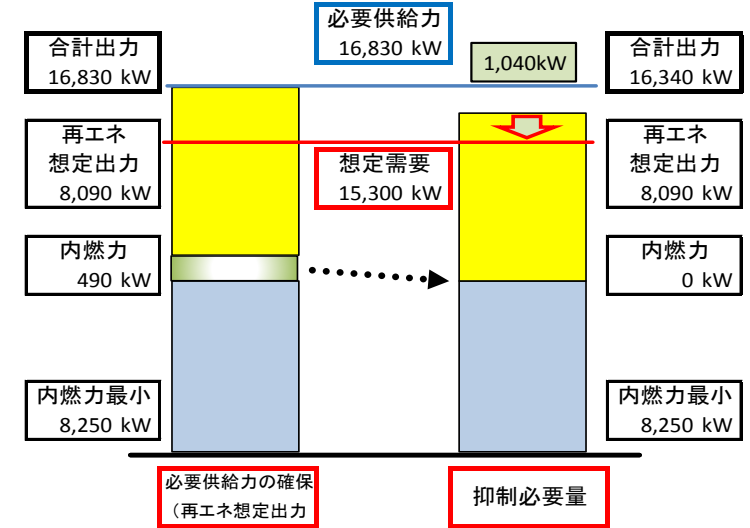 必要供給力
16,830 kW
合計出力
16,830 kW
1,040kW
合計出力
16,340 kW
再エネ
想定出力
8,090 kW
想定需要
15,300 kW
再エネ
想定出力
8,090 kW
内燃力
490 kW
内燃力
0 kW
内燃力最小
8,250 kW
内燃力最小
8,250 kW
必要供給力の確保
（再エネ想定出力
抑制必要量